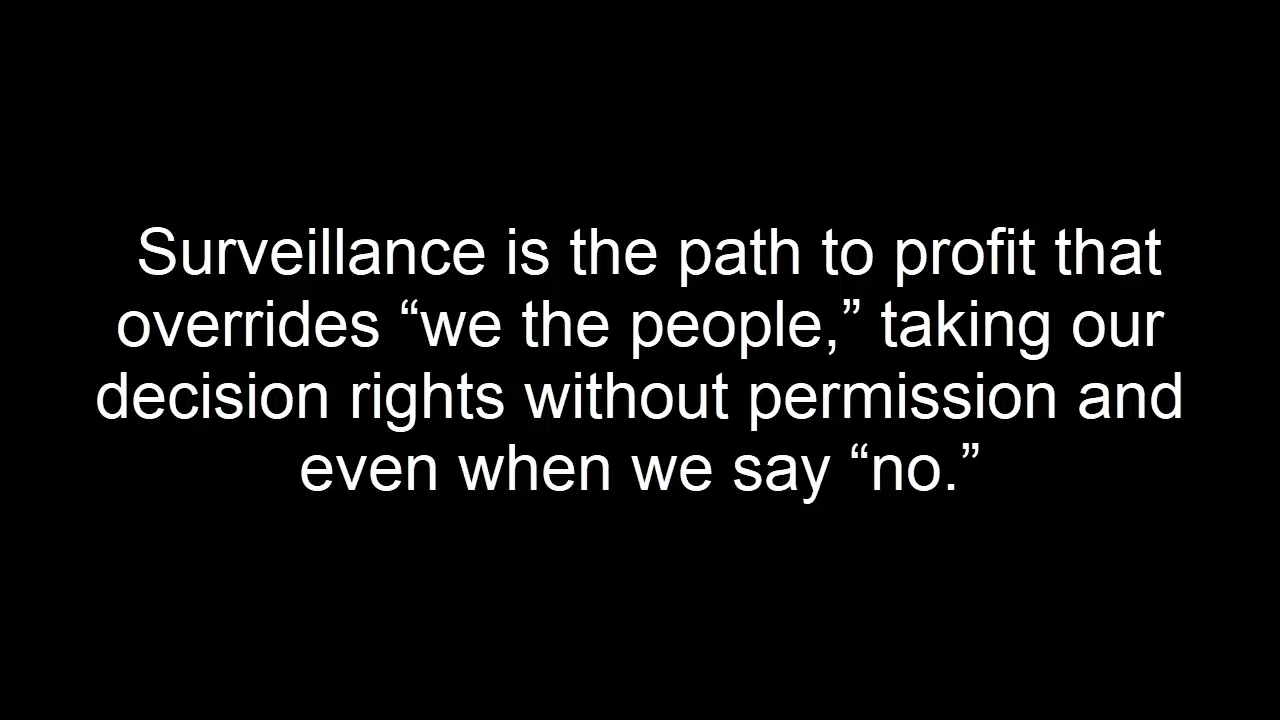 Surveillance is the path to profit that
overrides “we the people,” taking our
decision rights without permission and
even when we say “no.”